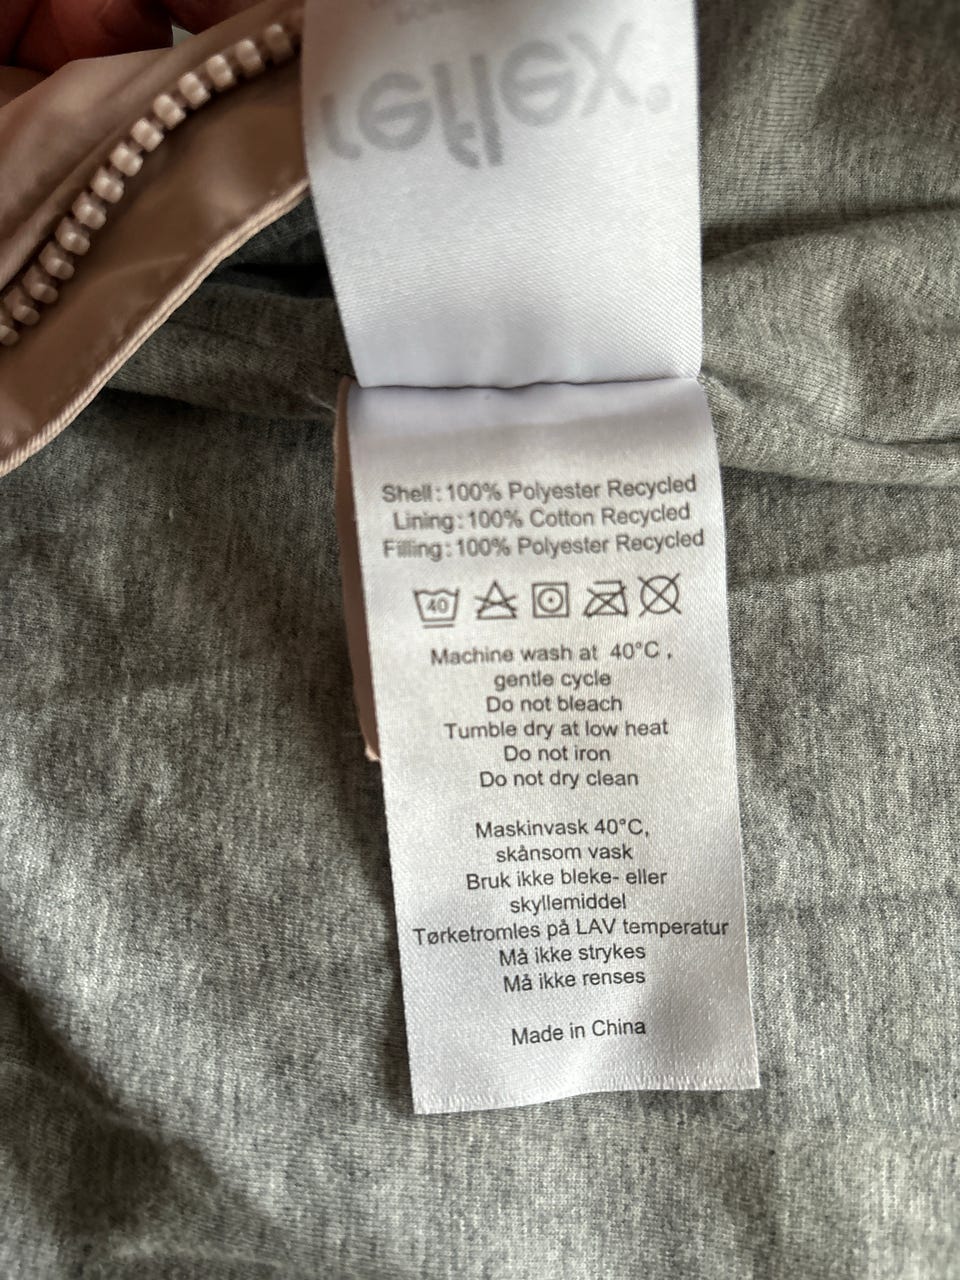 reflex®
Shell: 100% Polyester Recycled
Lining: 100% Cotton Recycled
Filling: 100% Polyester Recycled
40
Machine wash at 40°C,
gentle cycle
Do not bleach
Tumble dry at low heat
Do not iron
Do not dry clean
Maskinvask 40°C,
skånsom vask
Bruk ikke bleke- eller
skyllemiddel
Tørketromles på LAV temperatur
Må ikke strykes
Må ikke renses
Made in China